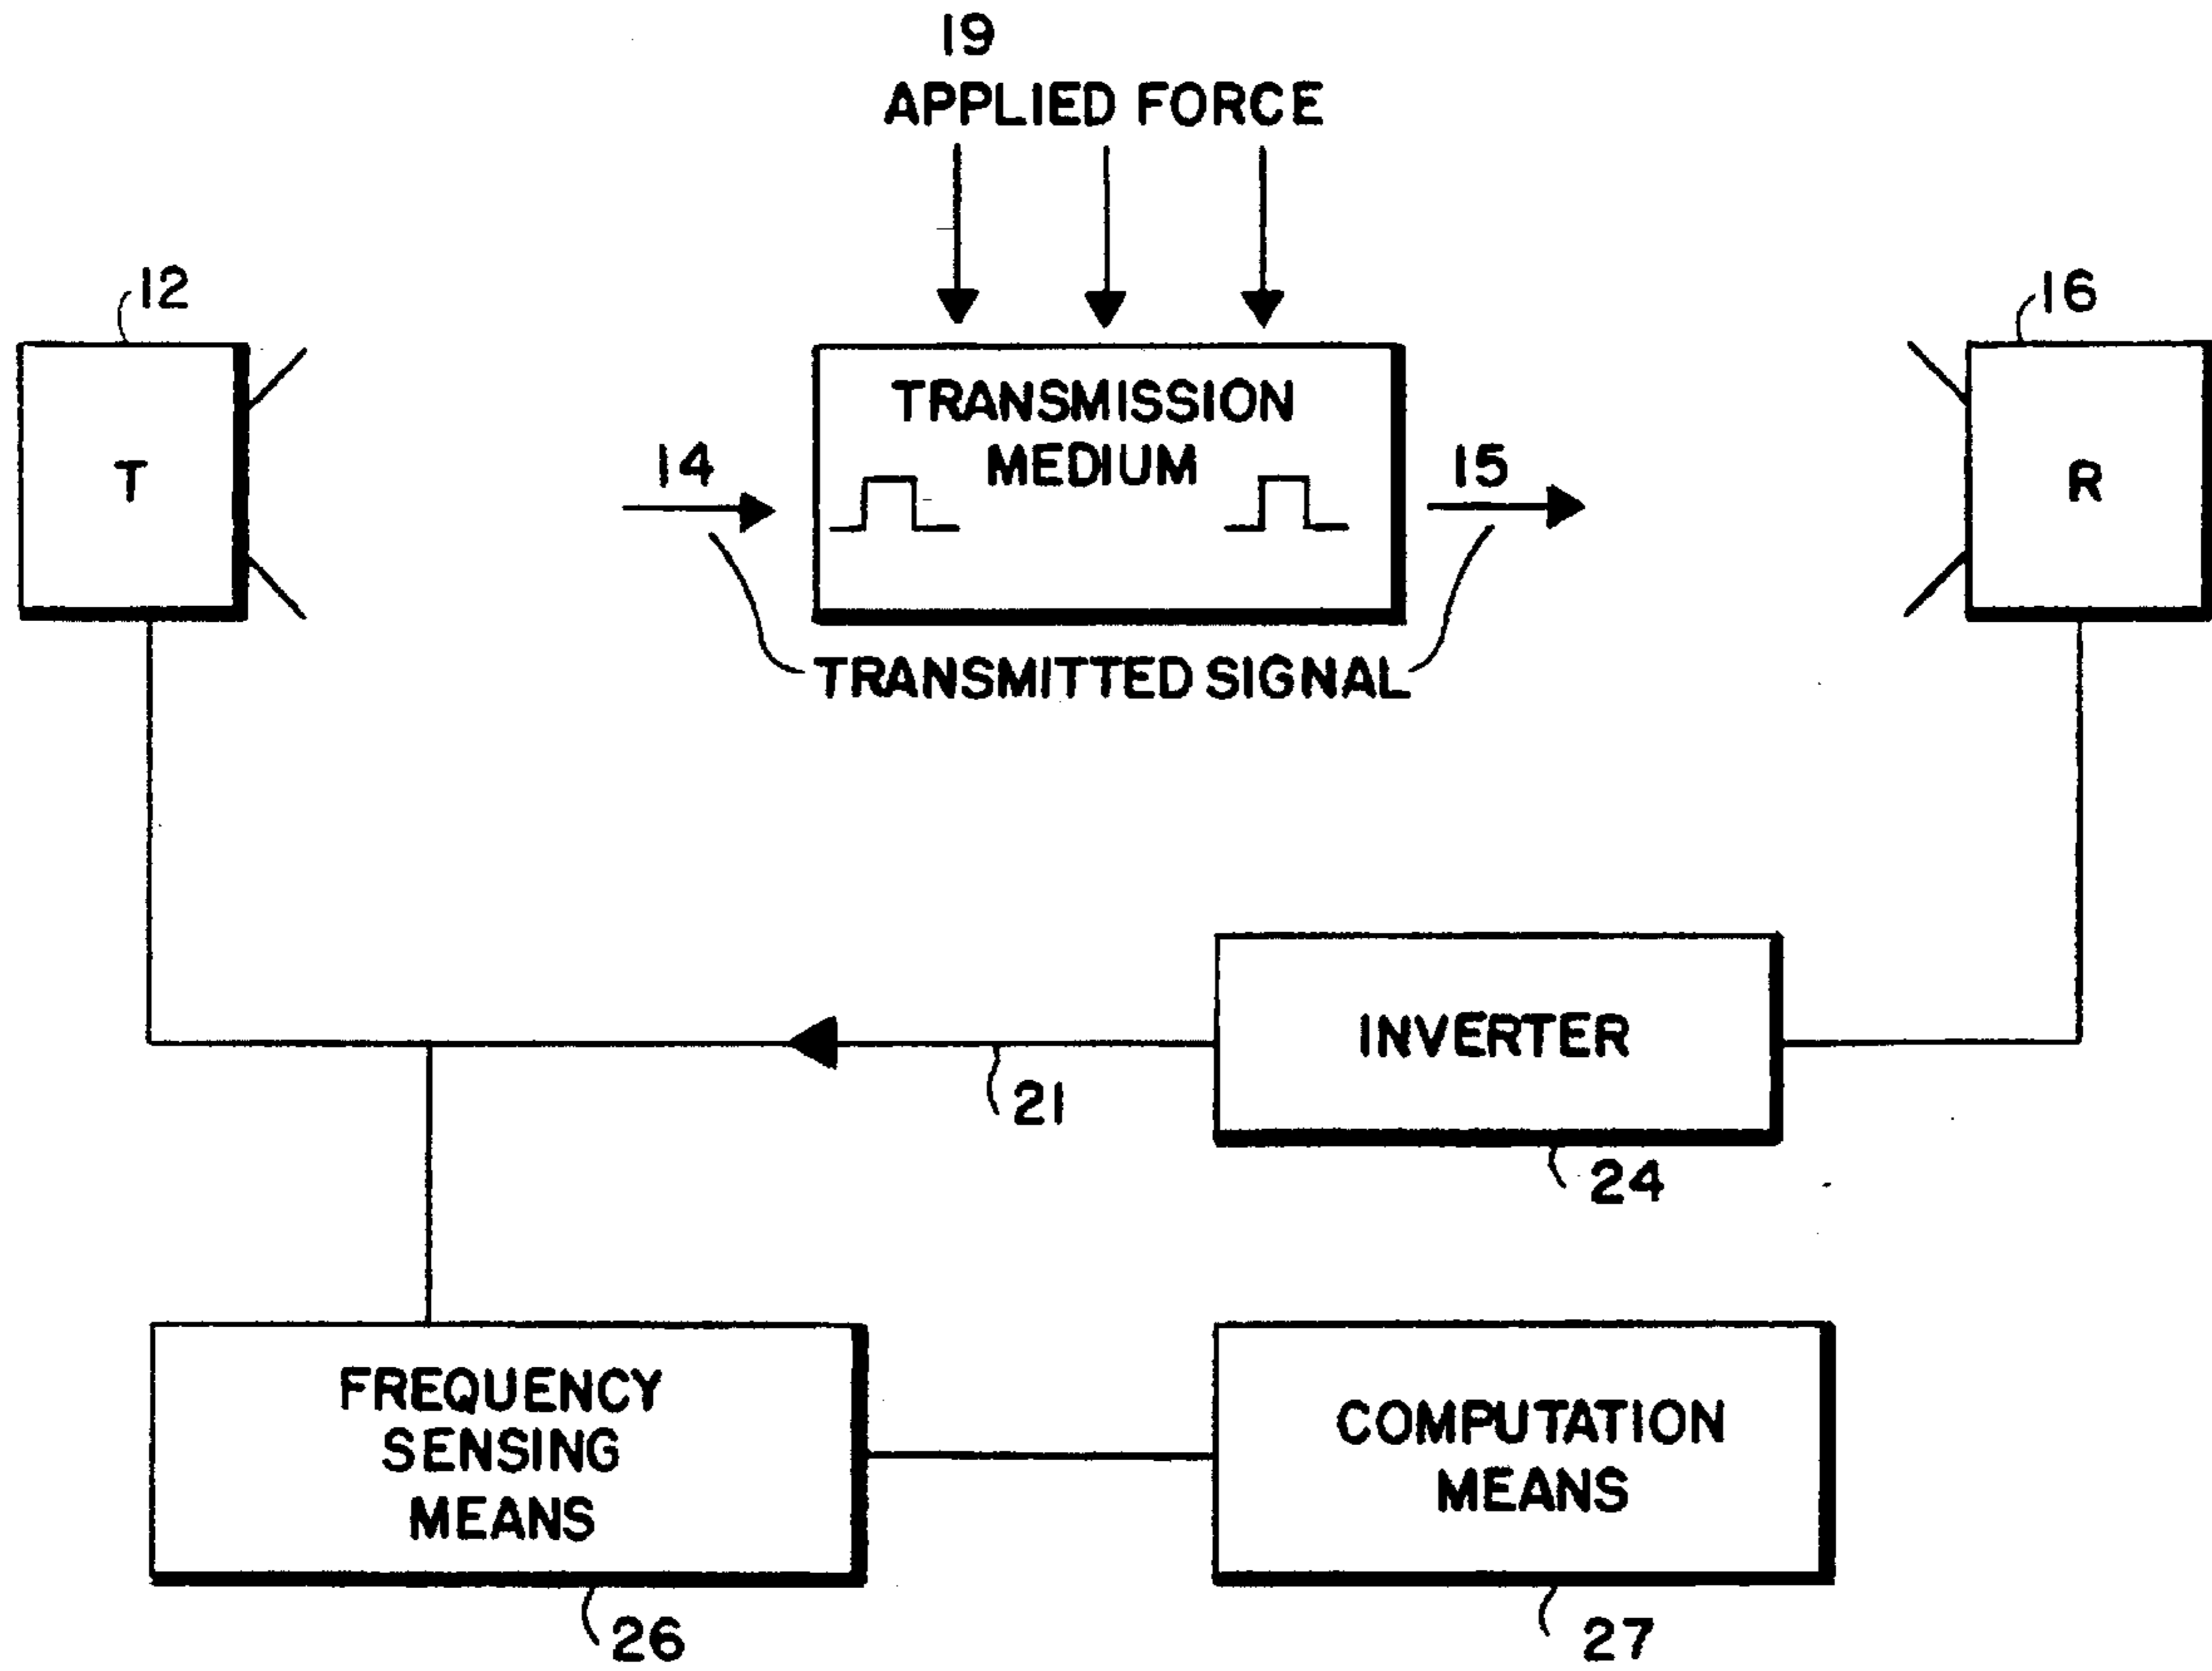 19
APPLIED FORCE
12
16
T
TRANSMISSION
MEDIUM
14
15
R
TRANSMITTED SIGNAL
INVERTER
21
24
FREQUENCY
SENSING
MEANS
COMPUTATION
MEANS
26
27